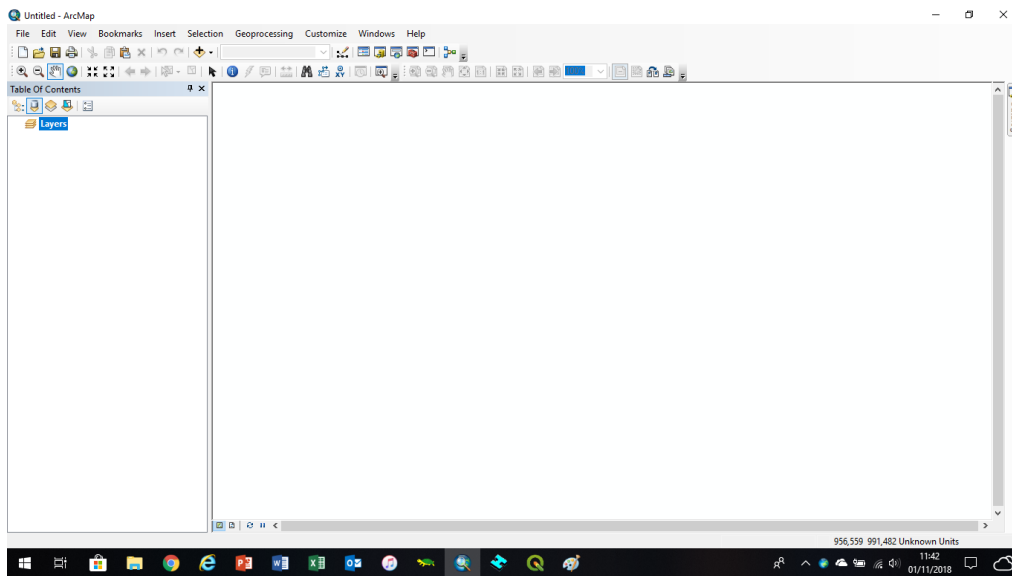 Untitled - ArcMap
File Edit View Bookmarks Insert Selection Geoprocessing Customize Windows Help
Table Of Contents
Layers
956,559 991,482 Unknown Units
11:42
01/11/2018